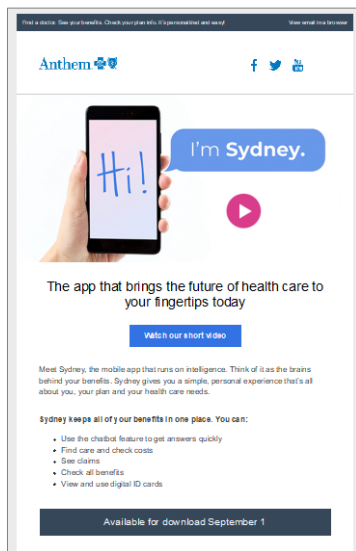 Find a doctor. See your benefits. Check your plan info. It's personalized and easy! View email in a browser
Anthem
You
Tube
Hi!
I'm Sydney.
The app that brings the future of health care to
your fingertips today
Watch our short video
Meet Sydney, the mobile app that runs on intelligence. Think of it as the brains
behind your benefits. Sydney gives you a simple, personal experience that's all
about you, your plan and your health care needs.
Sydney keeps all of your benefits in one place. You can:
• Use the chatbot feature to get answers quickly
• Find care and check costs
• See claims
• Check all benefits
• View and use digital ID cards
Available for download September 1